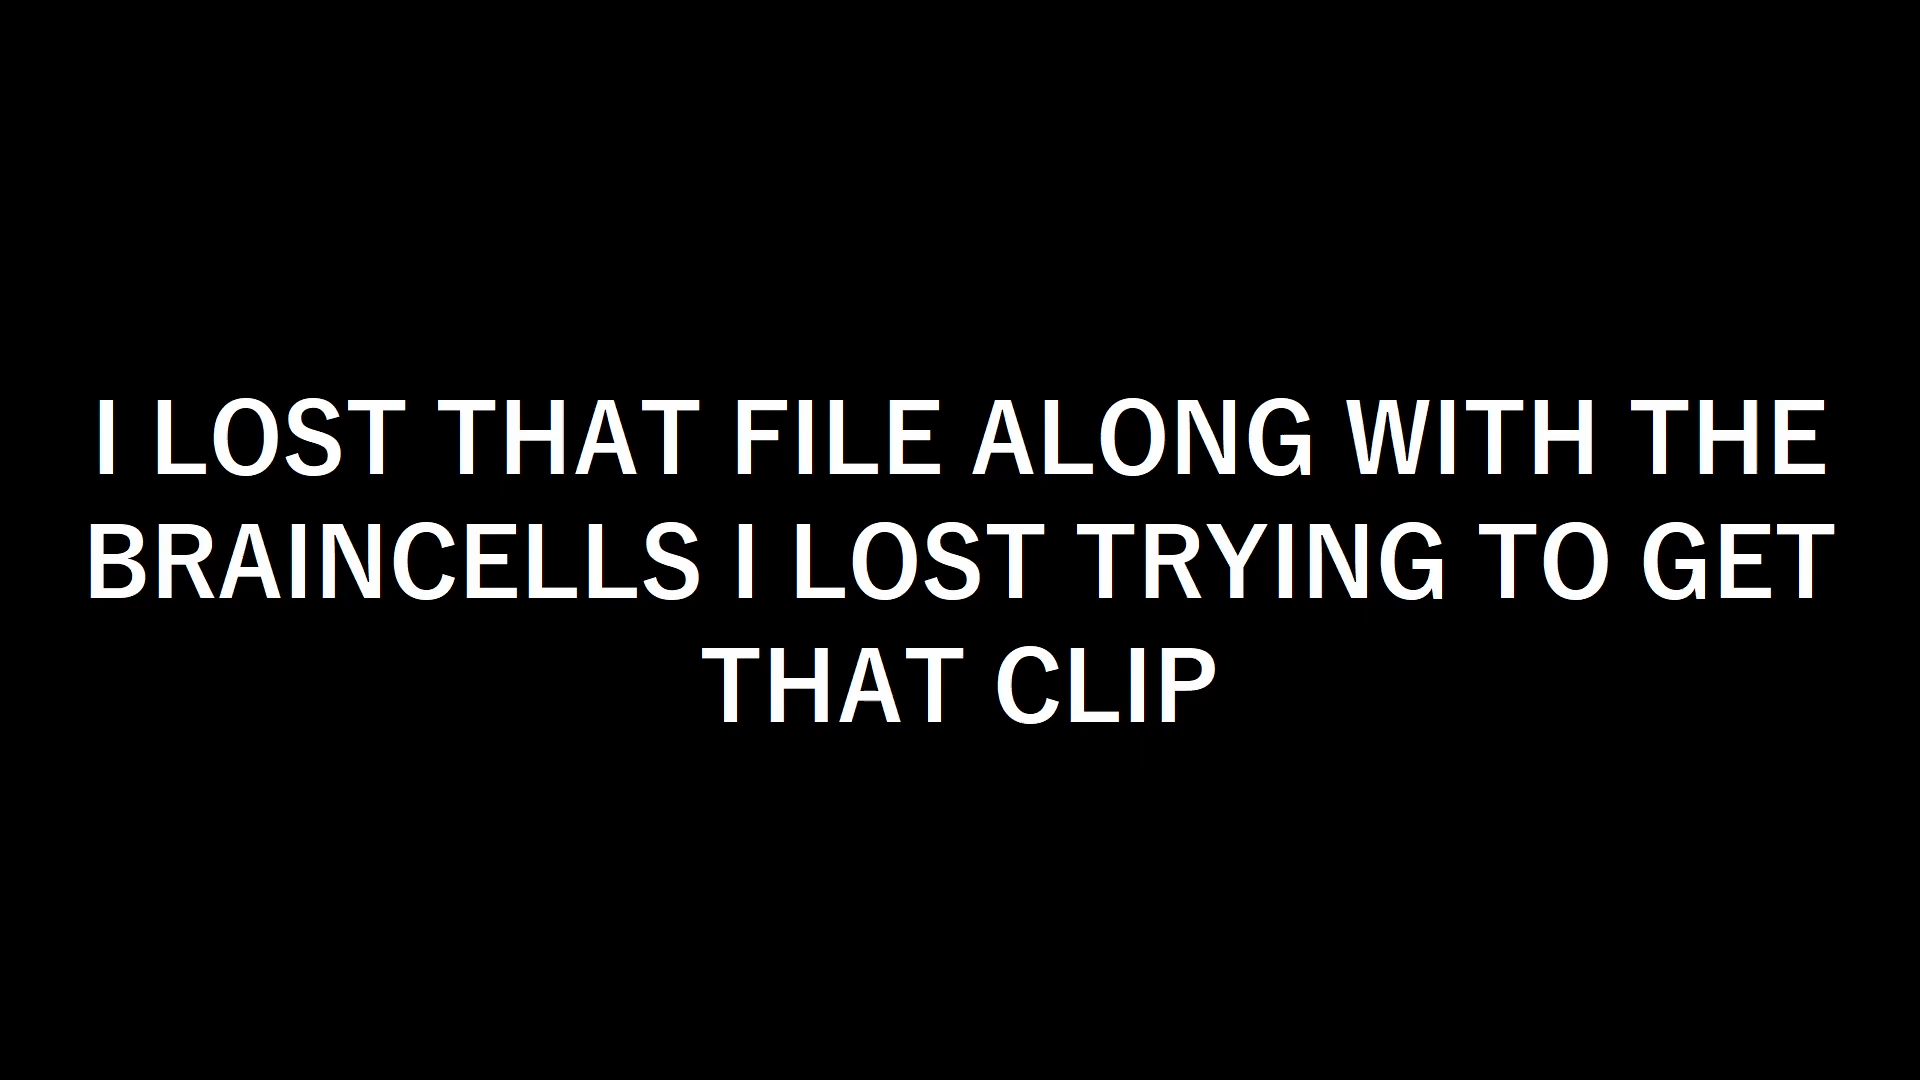 I LOST THAT FILE ALONG WITH THE
BRAINCELLS I LOST TRYING TO GET
THAT CLIP